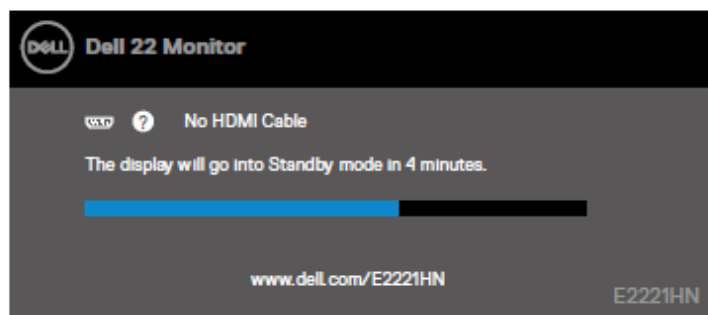 DELL Dell 22 Monitor
? No HDMI Cable
The display will go into Standby mode in 4 minutes.
www.dell.com/E2221HN
E2221HN